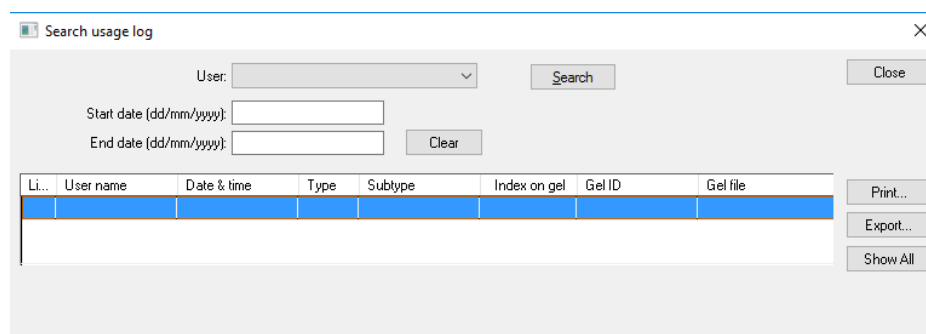 Search usage log
User:
Search
Close
Start date (dd/mm/yyyy):
End date (dd/mm/yyyy):
Clear
Li... User name Date & time Type Subtype Index on gel Gel ID Gel file
Print...
Export...
Show All